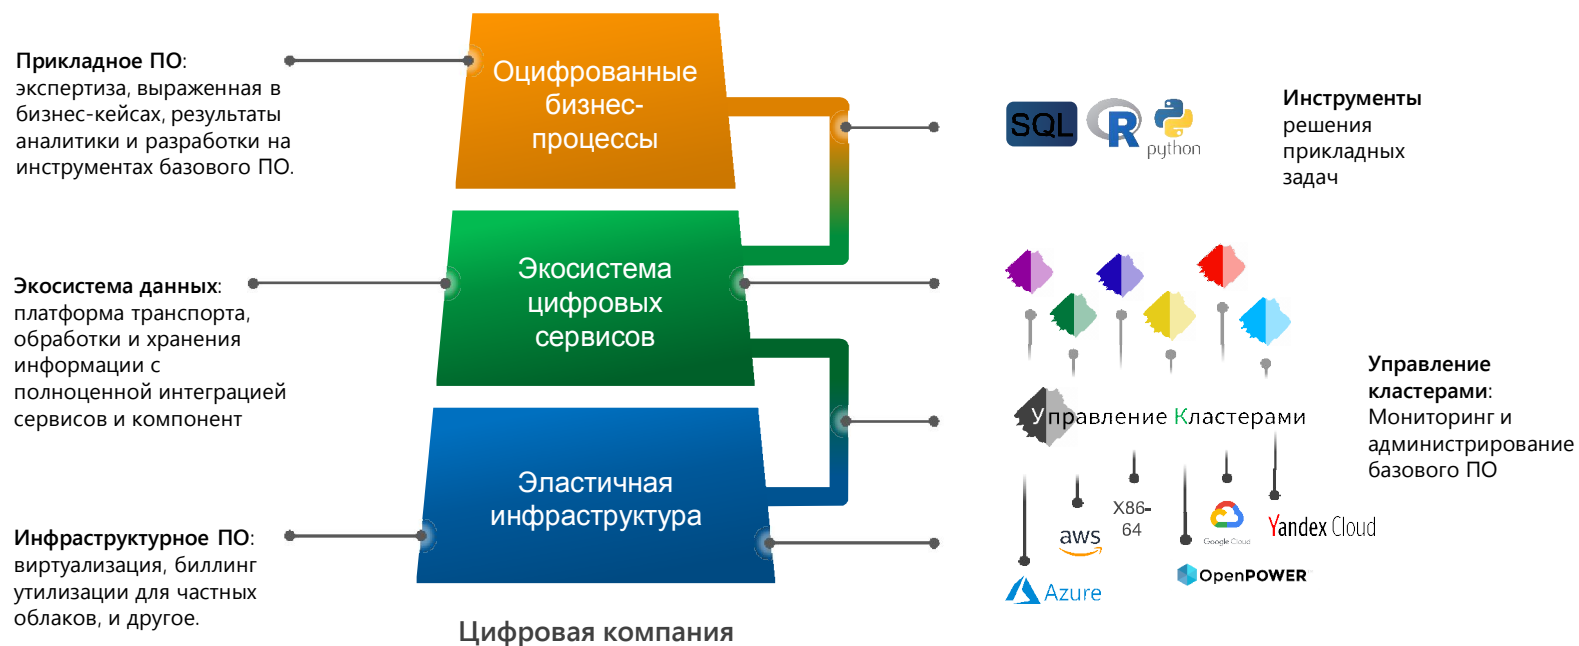 Прикладное ПО:
экспертиза, выраженная в
бизнес-кейсах, результаты
аналитики и разработки на
инструментах базового ПО.
Экосистема данных:
платформа транспорта,
обработки и хранения
информации с
полноценной интеграцией
сервисов и компонент
Инфраструктурное ПО:
виртуализация, биллинг
утилизации для частных
облаков, и другое.
Оцифрованные
бизнес-
процессы
Экосистема
цифровых
сервисов
Эластичная
инфраструктура
Цифровая компания
SQL
R
python
Инструменты
решения
прикладных
задач
Управление Кластерами
Управление
кластерами:
Мониторинг и
администрирование
базового ПО
X86-
64
aws
Google Cloud
Yandex Cloud
OpenPOWER
Azure